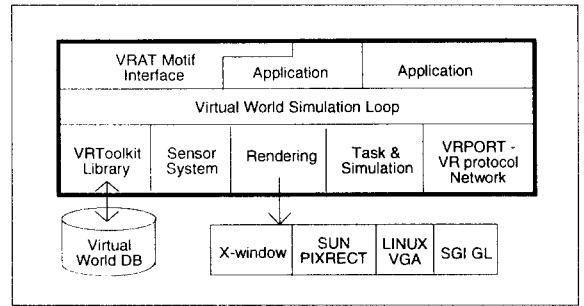 VRAT Motif
Interface
Application
Application
Virtual World Simulation Loop
VRToolkit
Library
Sensor
System
Rendering
Task &
Simulation
VRPORT -
VR protocol
Network
Virtual
World DB
X-window
SUN
PIXRECT
LINUX
VGA
SGI GL